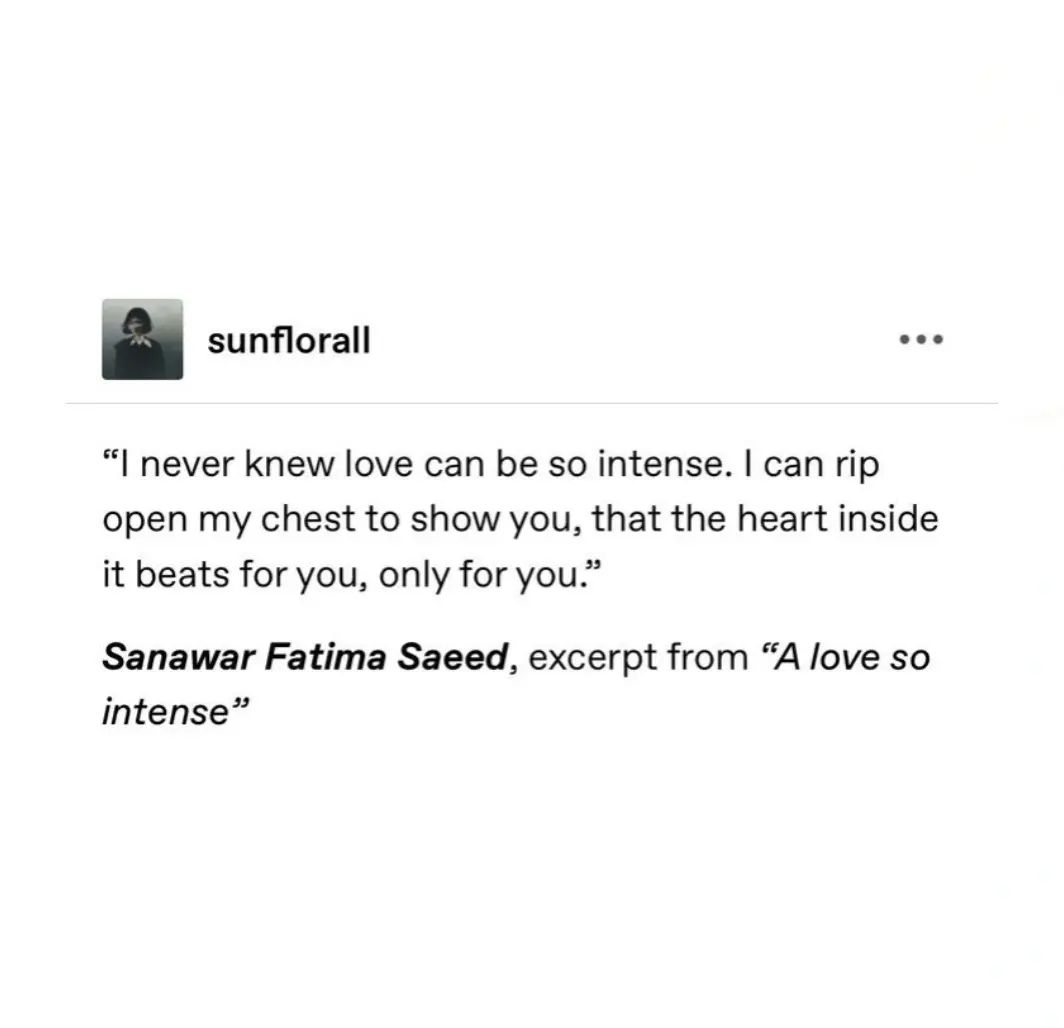 sunflorall
“I never knew love can be so intense. I can rip
open my chest to show you, that the heart inside
it beats for you, only for you.”
Sanawar Fatima Saeed, excerpt from “A love so
intense”